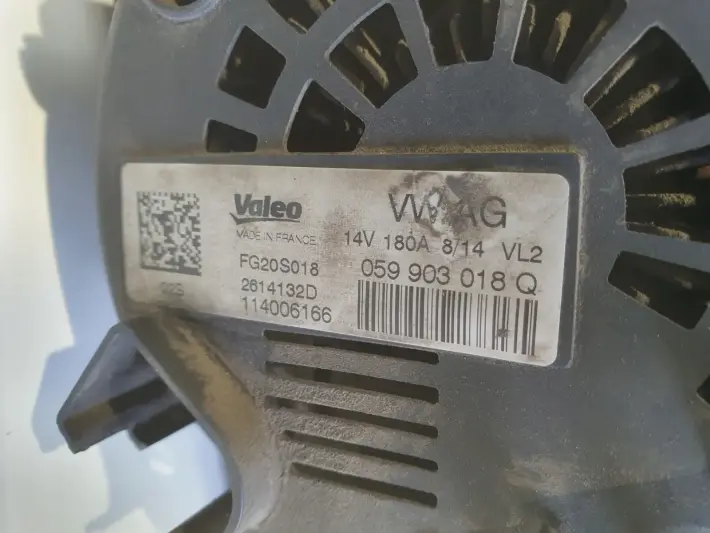 Valeo
MADE IN FRANCE
FG20S018
2614132D
114006166
VW AG
14V 180A 8/14 VL2
059 903 018 Q